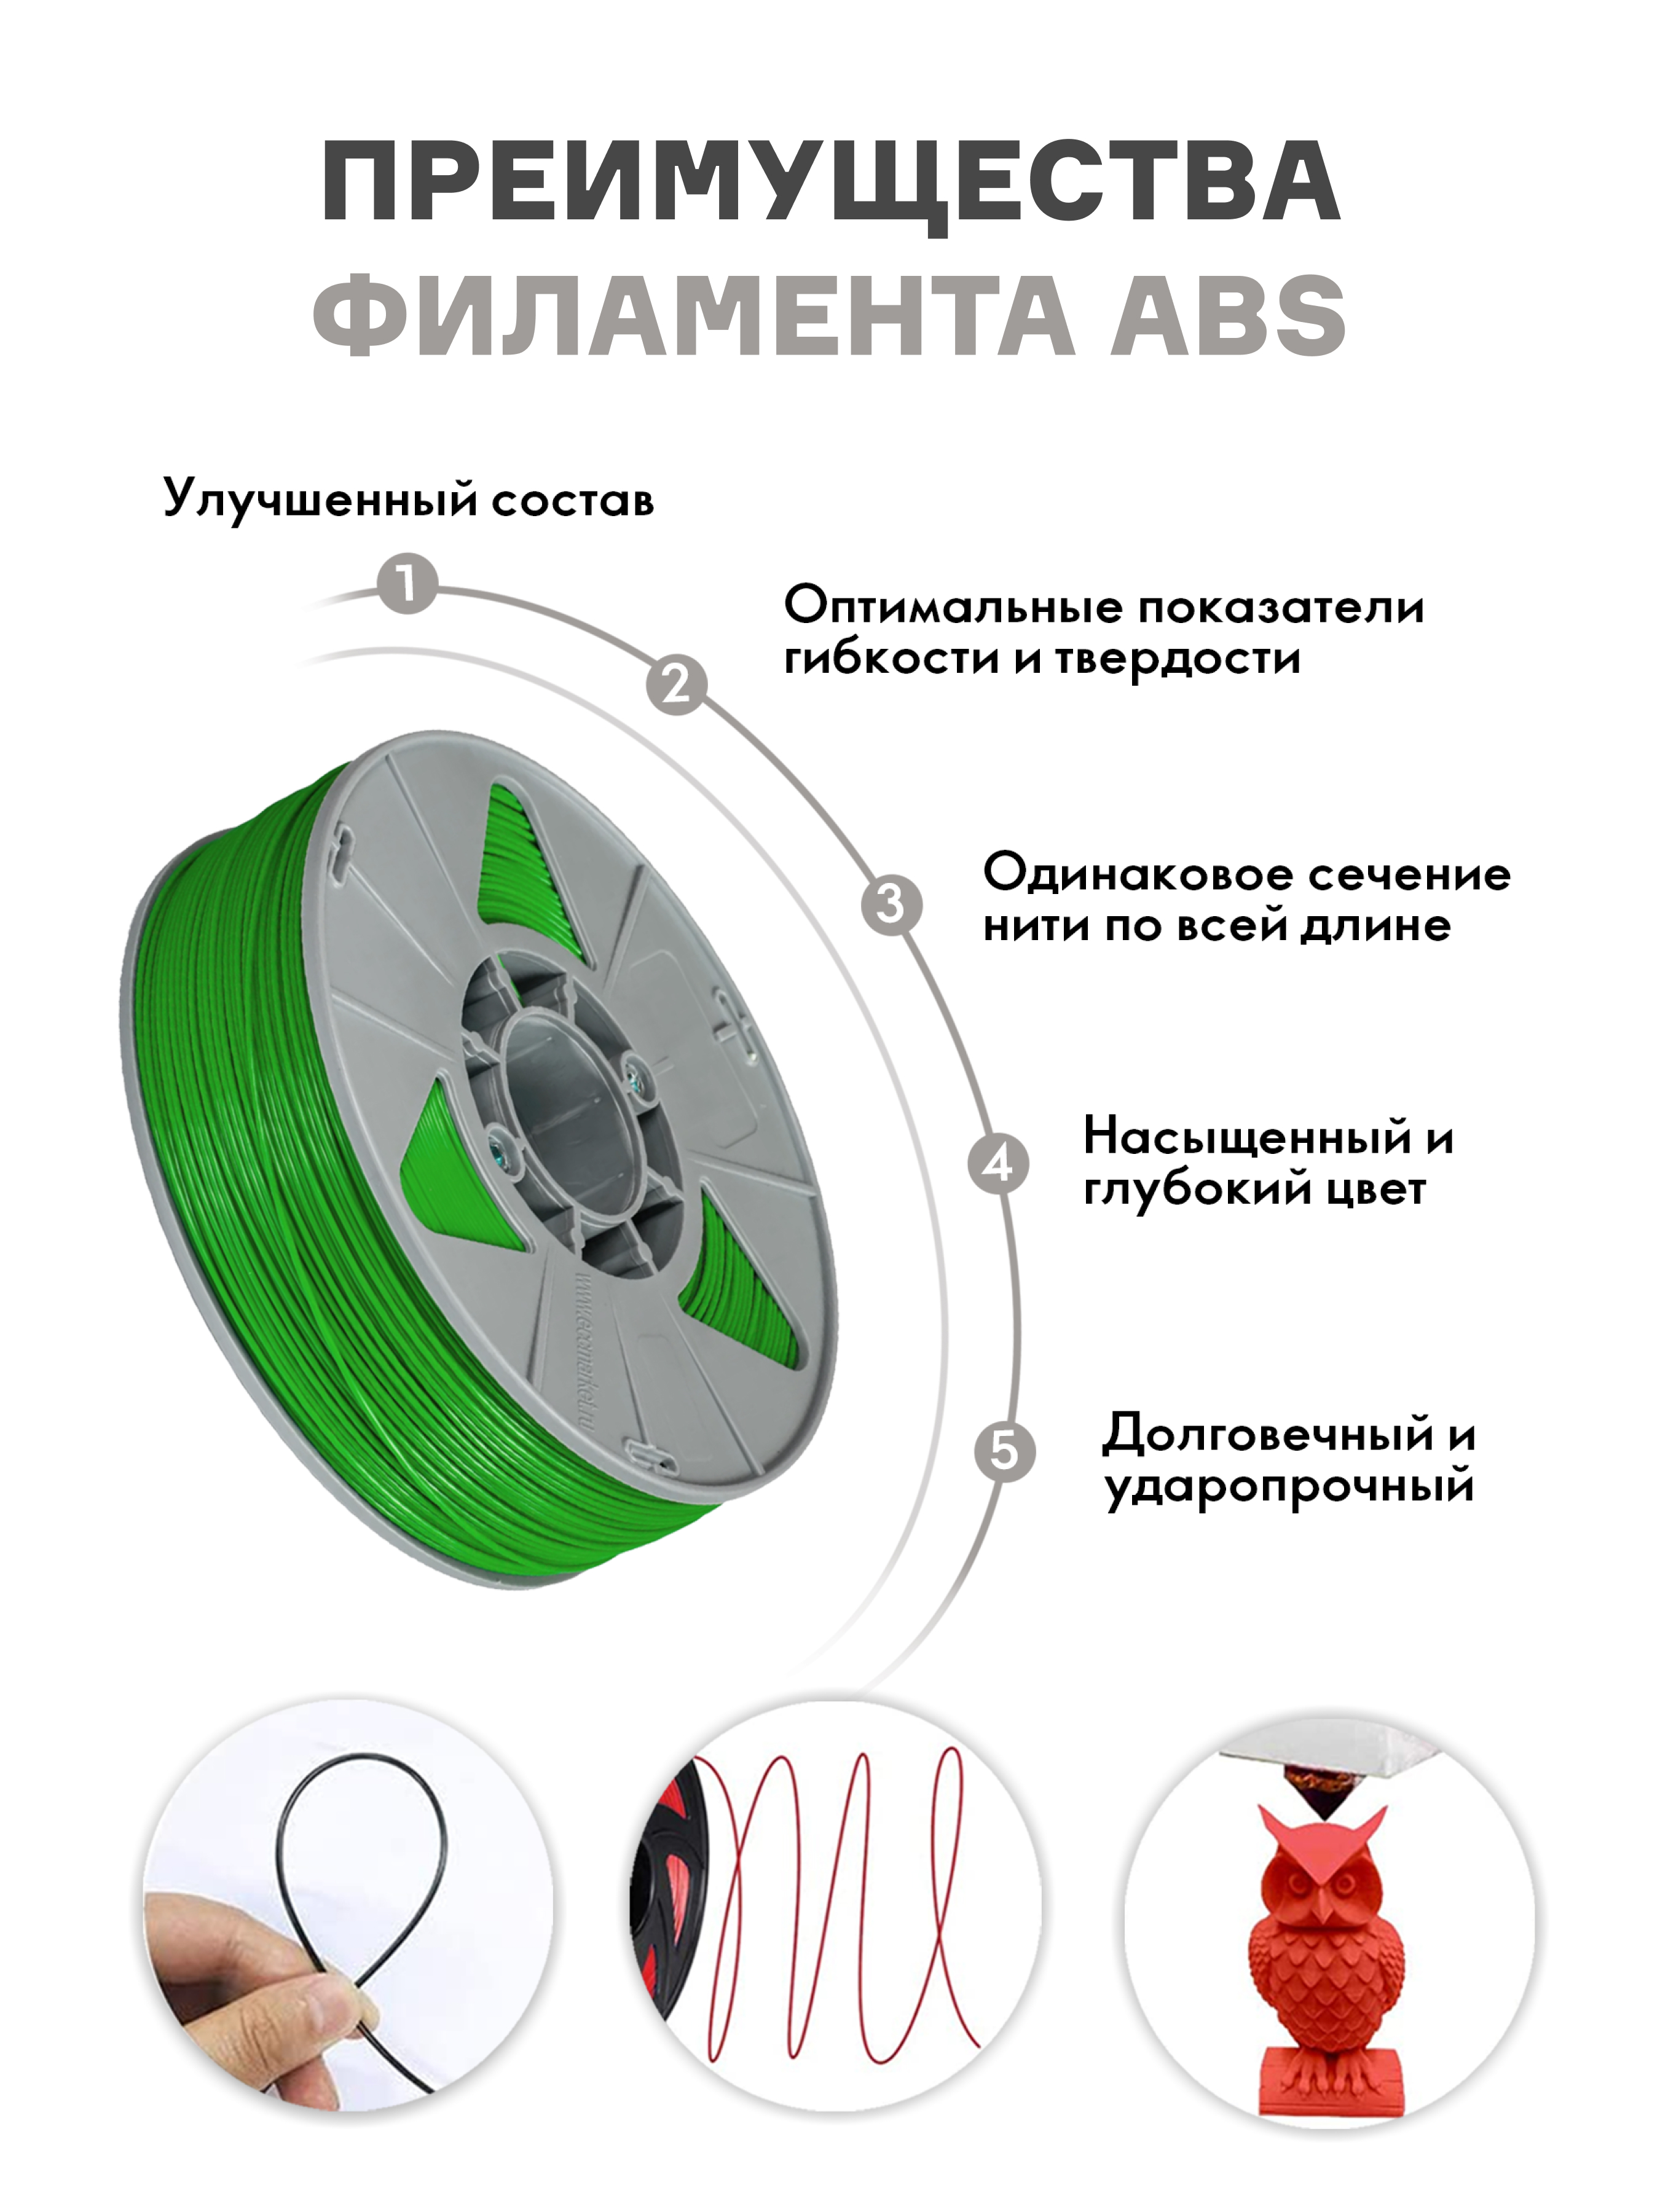 ПРЕИМУЩЕСТВА
ФИЛАМЕНТА ABS
Улучшенный состав
1
Оптимальные показатели
гибкости и твердости
2
Одинаковое сечение
нити по всей длине
3
Насыщенный и
глубокий цвет
4
Долговечный и
ударопрочный
5